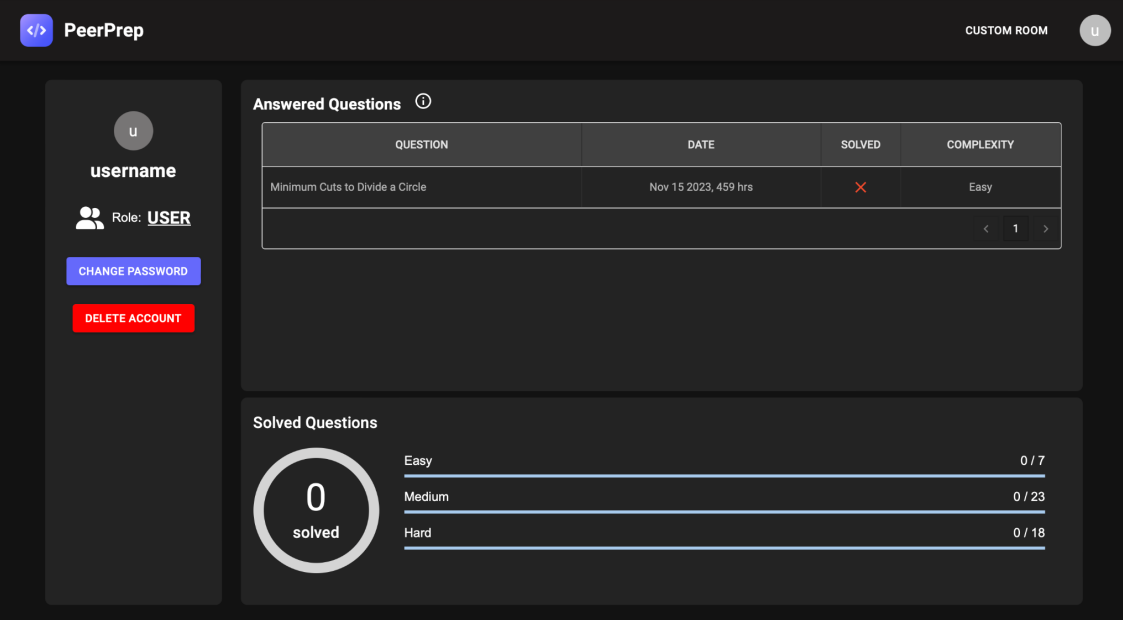 </> PeerPrep
CUSTOM ROOM
u
u
username
Role: USER
CHANGE PASSWORD
DELETE ACCOUNT
Answered Questions
QUESTION DATE SOLVED COMPLEXITY
Minimum Cuts to Divide a Circle Nov 15 2023, 459 hrs Easy
1
Solved Questions
0
solved
Easy 0 / 7
Medium 0 / 23
Hard 0 / 18